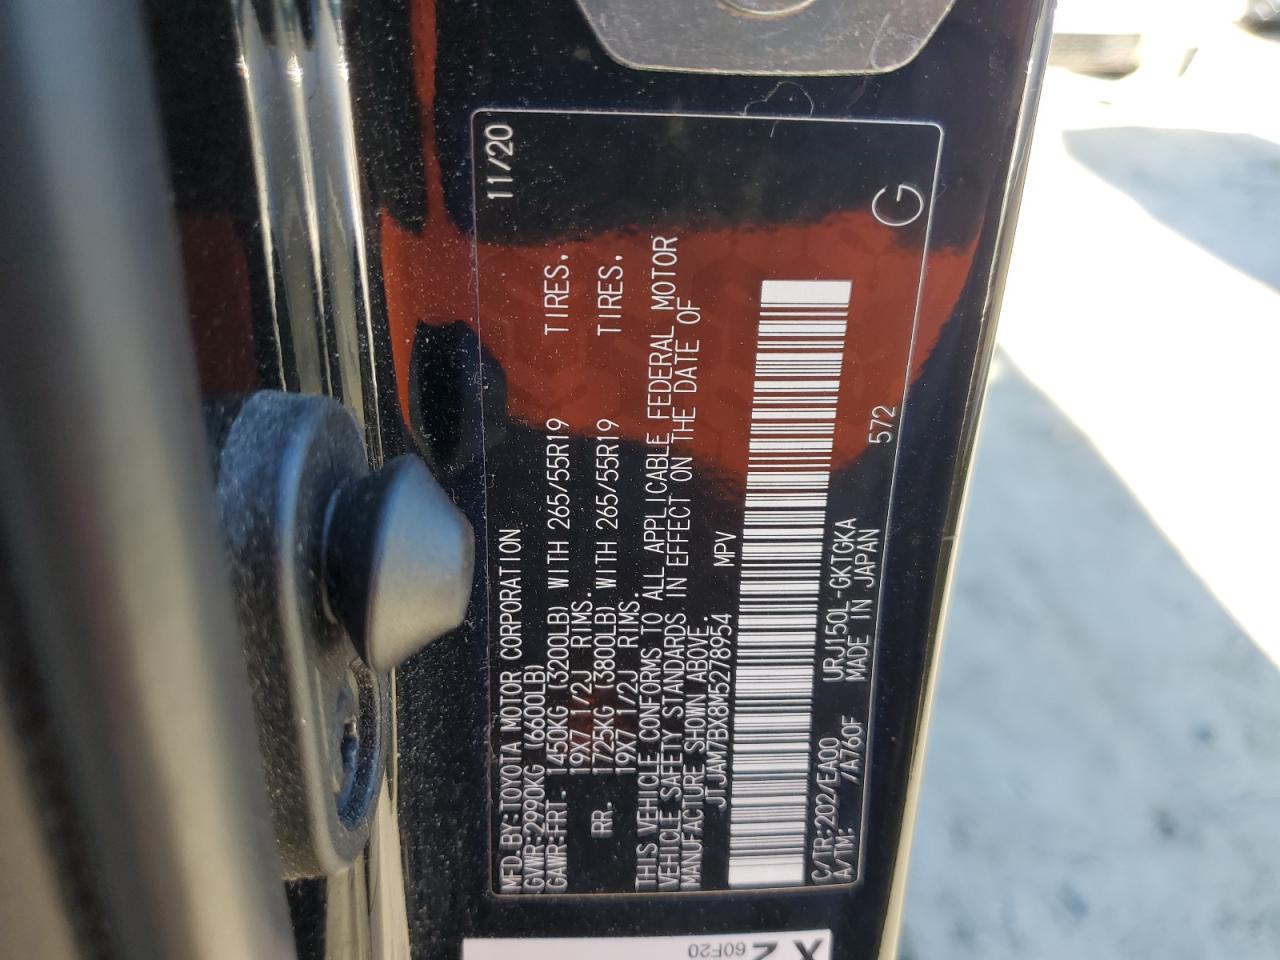 MFD. BY: TOYOTA MOTOR CORPORATION 11/20
GVWR: 2990KG (6600LB)
GAWR: FRT. 1450KG (3200LB) WITH 265/55R19 TIRES,
19X7 1/2J RIMS.
RR. 1725KG (3800LB) WITH 265/55R19 TIRES,
19X7 1/2J RIMS.
THIS VEHICLE CONFORMS TO ALL APPLICABLE FEDERAL MOTOR
VEHICLE SAFETY STANDARDS IN EFFECT ON THE DATE OF
MANUFACTURE SHOWN ABOVE.
JTJAM7BX8M5278954 MPV
C/TR: 202/EA00 URJ150L-GKTGKA 572 G
A/TM: /A760F MADE IN JAPAN
X Z
60F20